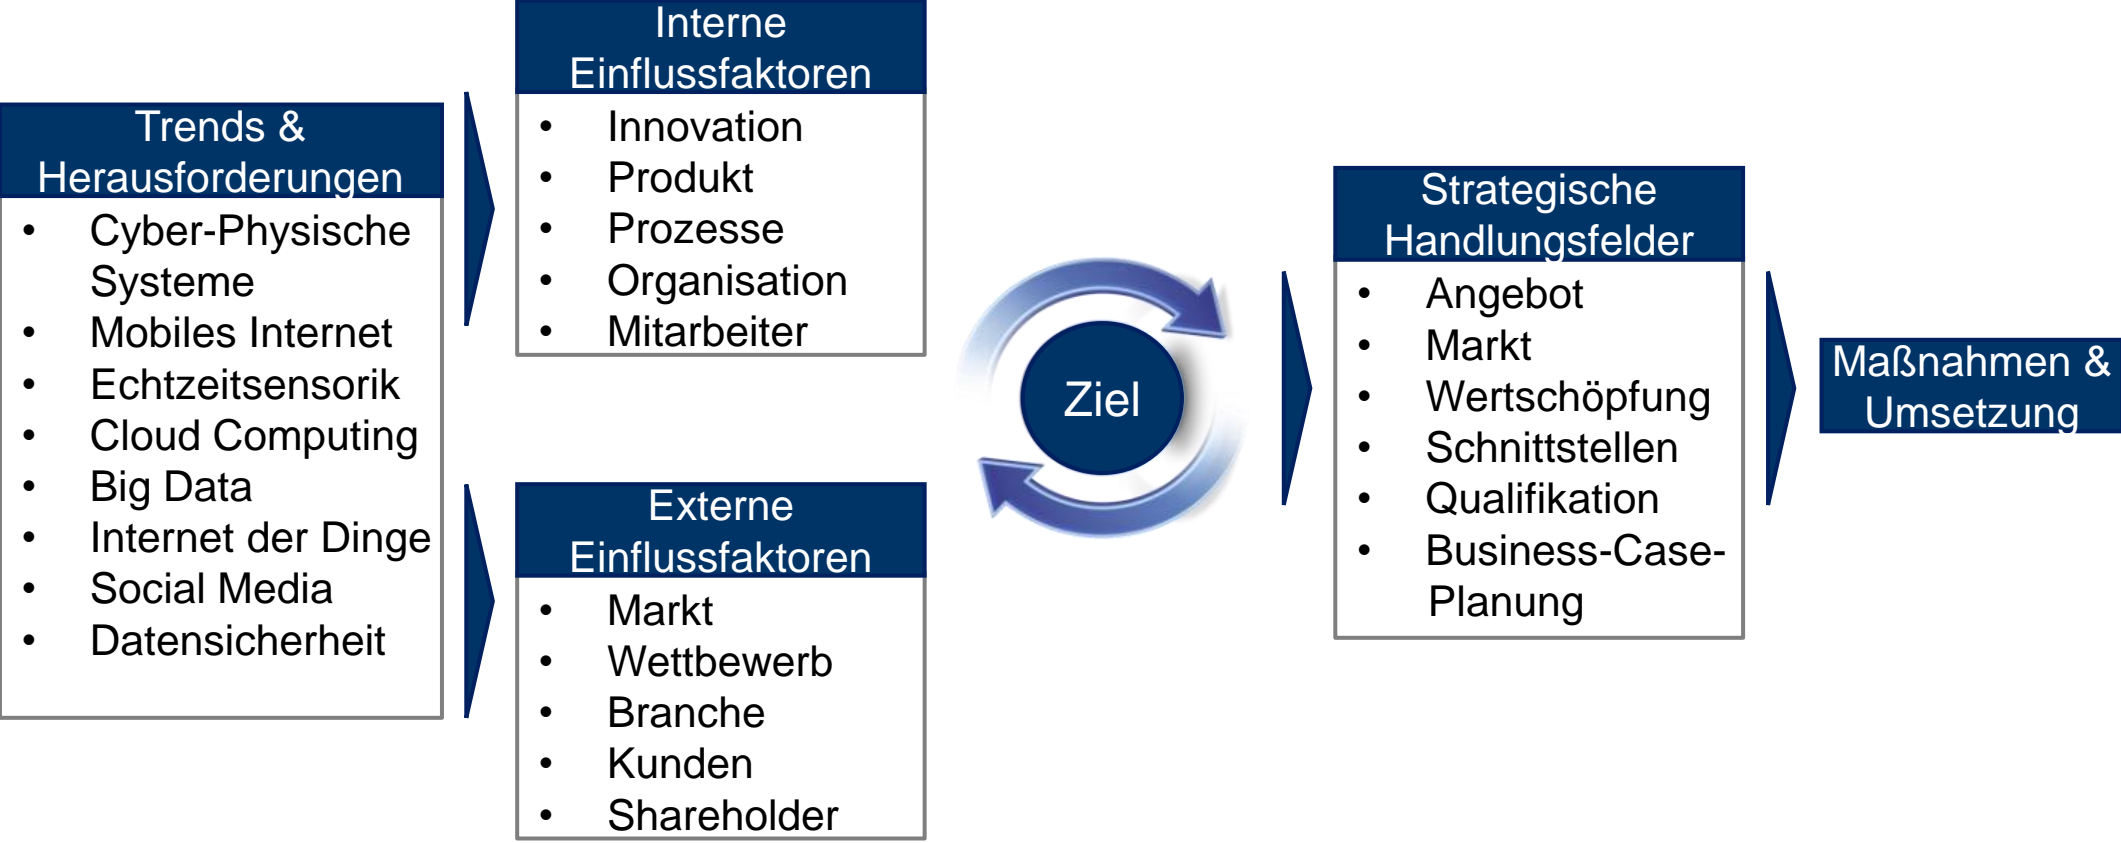 Trends &
Herausforderungen
• Cyber-Physische
Systeme
• Mobiles Internet
• Echtzeitsensorik
• Cloud Computing
• Big Data
• Internet der Dinge
• Social Media
• Datensicherheit
Interne
Einflussfaktoren
• Innovation
• Produkt
• Prozesse
• Organisation
• Mitarbeiter
Externe
Einflussfaktoren
• Markt
• Wettbewerb
• Branche
• Kunden
• Shareholder
Ziel
Strategische
Handlungsfelder
• Angebot
• Markt
• Wertschöpfung
• Schnittstellen
• Qualifikation
• Business-Case-
Planung
Maßnahmen &
Umsetzung